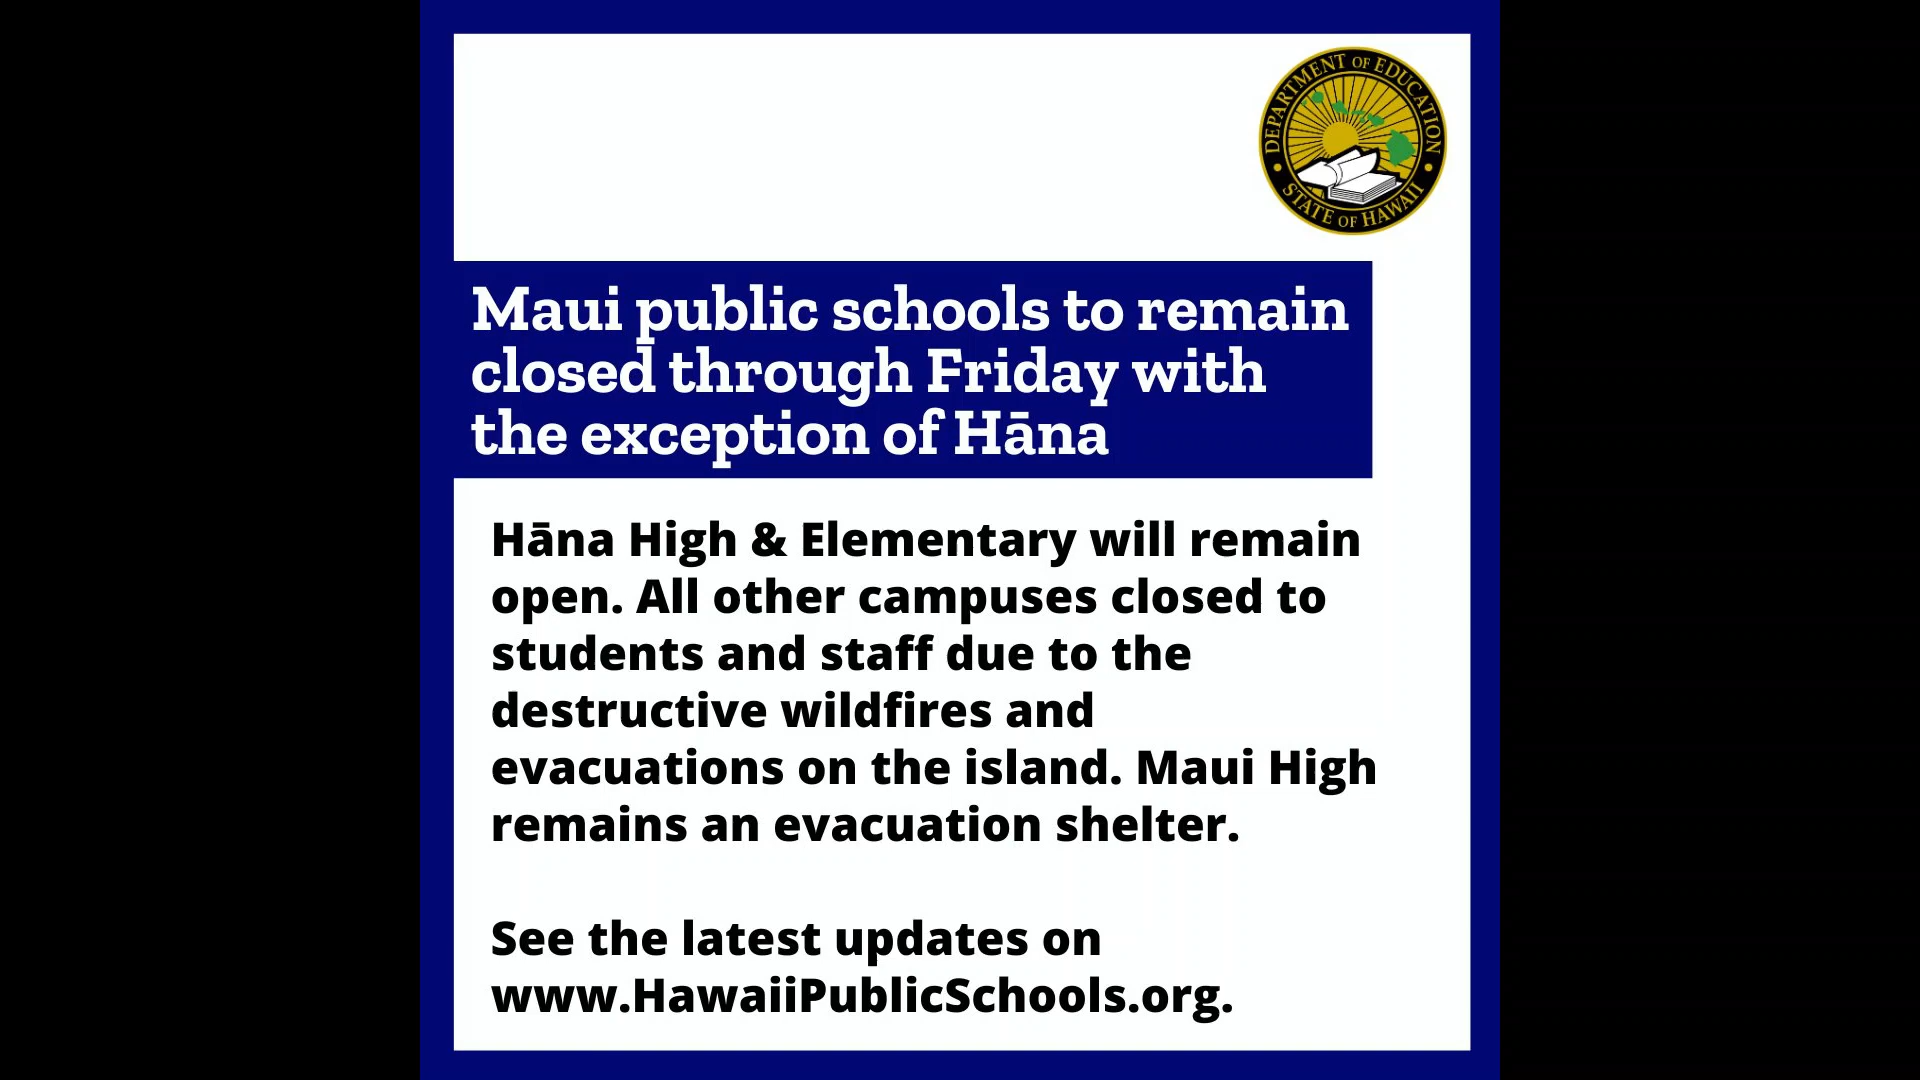 DEPARTMENT OF EDUCATION
STATE OF HAWAII
Maui public schools to remain
closed through Friday with
the exception of Hāna
Hāna High & Elementary will remain
open. All other campuses closed to
students and staff due to the
destructive wildfires and
evacuations on the island. Maui High
remains an evacuation shelter.
See the latest updates on
www.HawaiiPublicSchools.org.